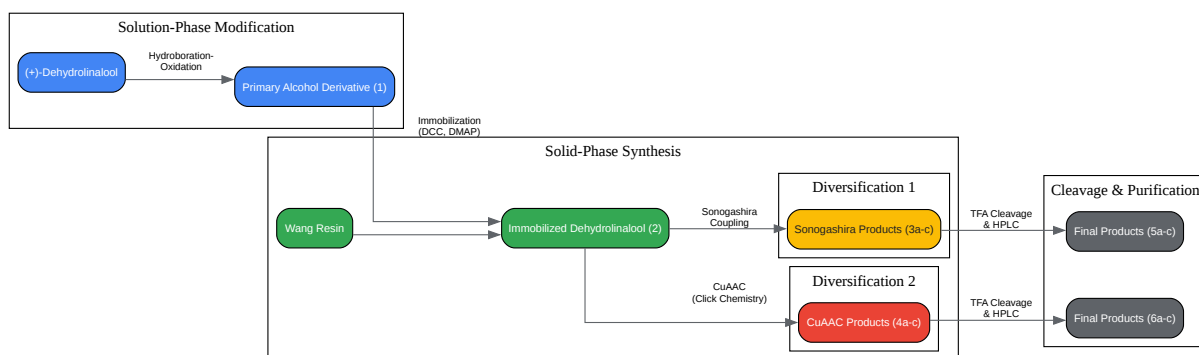 Solution-Phase Modification
(+)-Dehydrolinalool
Hydroboration-
Oxidation
Primary Alcohol Derivative (1)
Immobilization
(DCC, DMAP)
Solid-Phase Synthesis
Wang Resin
Immobilized Dehydrolinalool (2)
Sonogashira
Coupling
Diversification 1
Sonogashira Products (3a-c)
CuAAC
(Click Chemistry)
Diversification 2
CuAAC Products (4a-c)
Cleavage & Purification
TFA Cleavage
& HPLC
Final Products (5a-c)
TFA Cleavage
& HPLC
Final Products (6a-c)